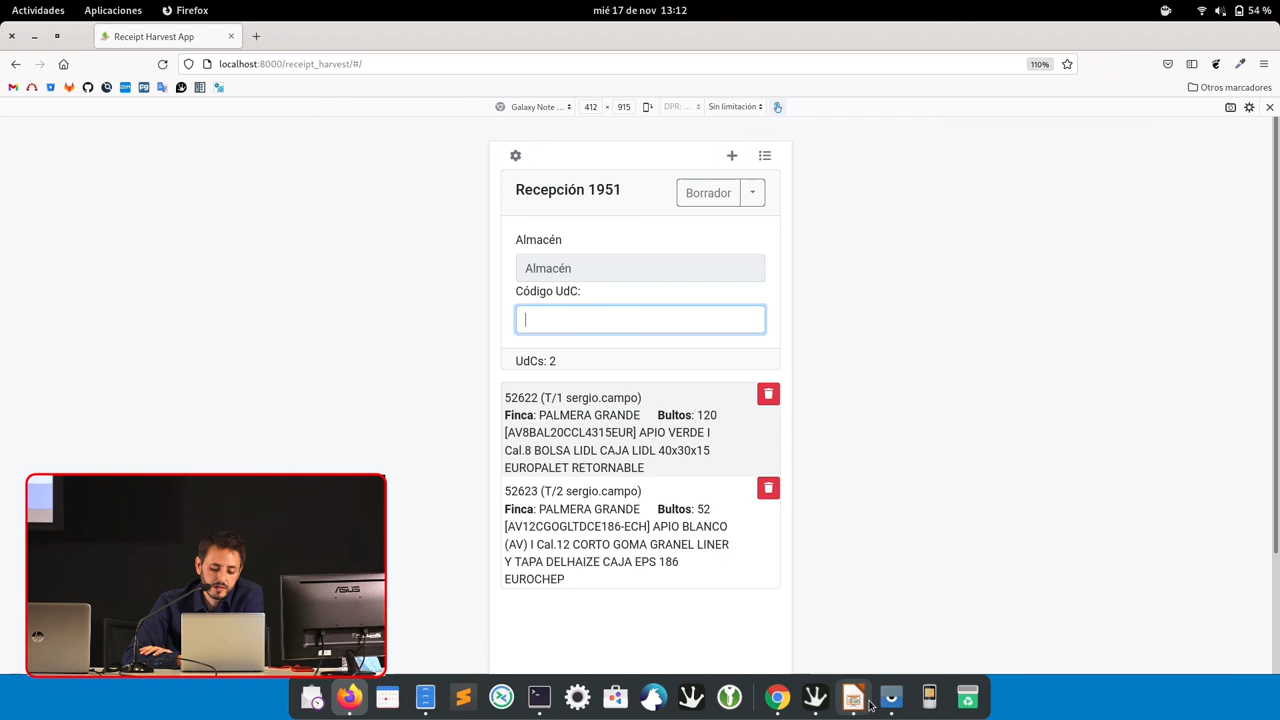 Actividades Aplicaciones Firefox mié 17 de nov 13:12 54 %
Receipt Harvest App
localhost:8000/receipt_harvest/#/ 110%
Otros marcadores
Galaxy Note ... 412 × 915 DPR: ... Sin limitación
Recepción 1951 Borrador
Almacén
Almacén
Código UdC:
UdCs: 2
52622 (T/1 sergio.campo)
Finca: PALMERA GRANDE Bultos: 120
[AV8BAL20CCL4315EUR] APIO VERDE I
Cal.8 BOLSA LIDL CAJA LIDL 40x30x15
EUROPALET RETORNABLE
52623 (T/2 sergio.campo)
Finca: PALMERA GRANDE Bultos: 52
[AV12CGOGLTDCE186-ECH] APIO BLANCO
(AV) I Cal.12 CORTO GOMA GRANEL LINER
Y TAPA DELHAIZE CAJA EPS 186
EUROCHEP
ASUS
hp